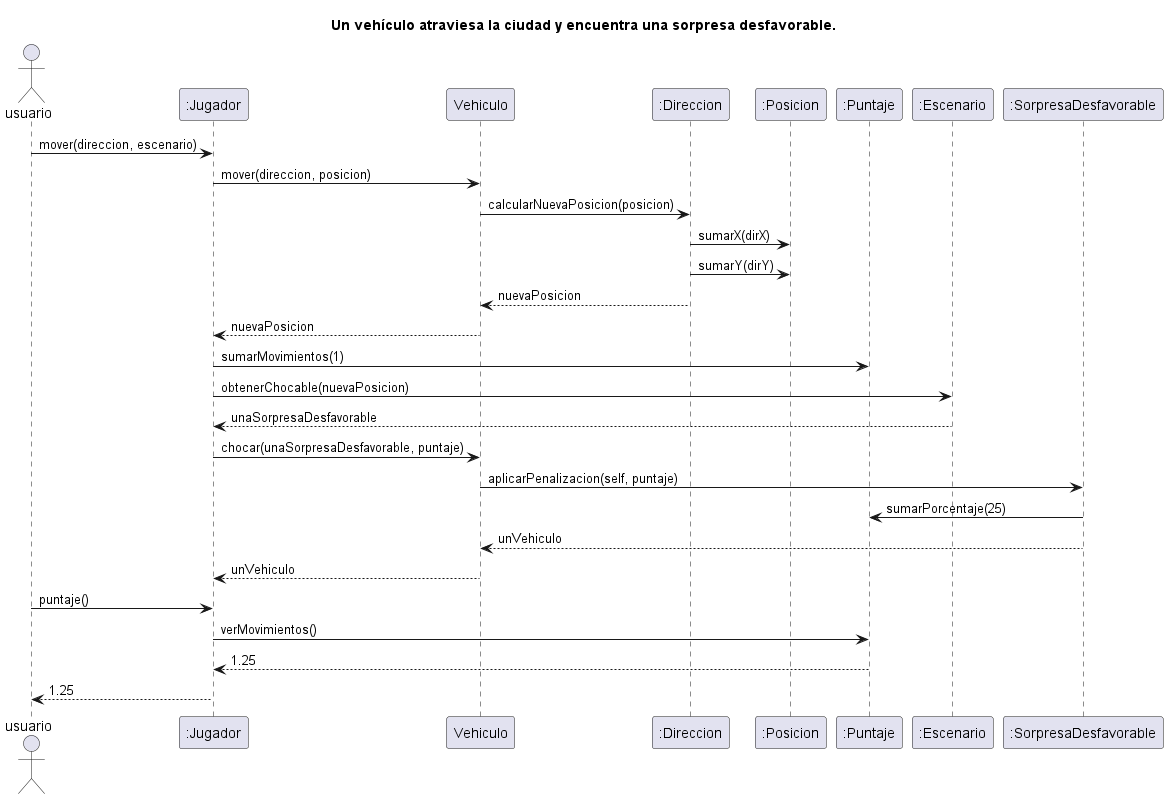 Un vehículo atraviesa la ciudad y encuentra una sorpresa desfavorable.
usuario
:Jugador
Vehiculo
:Direccion
:Posicion
:Puntaje
:Escenario
:SorpresaDesfavorable
mover(direccion, escenario)
mover(direccion, posicion)
calcularNuevaPosicion(posicion)
sumarX(dirX)
sumarY(dirY)
nuevaPosicion
nuevaPosicion
sumarMovimientos(1)
obtenerChocable(nuevaPosicion)
unaSorpresaDesfavorable
chocar(unaSorpresaDesfavorable, puntaje)
aplicarPenalizacion(self, puntaje)
sumarPorcentaje(25)
unVehiculo
unVehiculo
puntaje()
verMovimientos()
1.25
1.25
usuario
:Jugador
Vehiculo
:Direccion
:Posicion
:Puntaje
:Escenario
:SorpresaDesfavorable